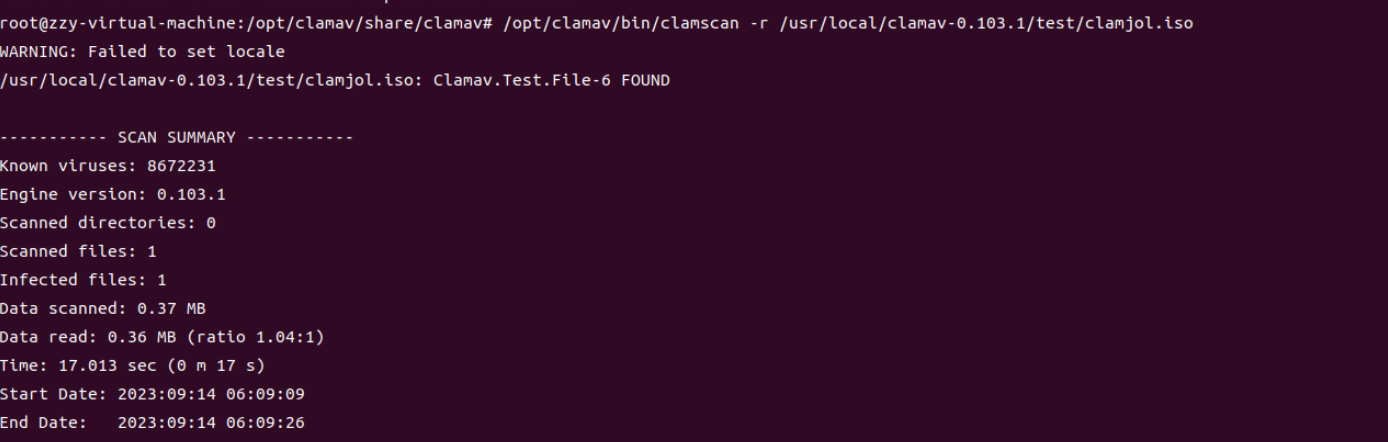 root@zzy-virtual-machine:/opt/clamav/share/clamav# /opt/clamav/bin/clamscan -r /usr/local/clamav-0.103.1/test/clamjol.iso
WARNING: Failed to set locale
/usr/local/clamav-0.103.1/test/clamjol.iso: Clamav.Test.File-6 FOUND

----------- SCAN SUMMARY -----------
Known viruses: 8672231
Engine version: 0.103.1
Scanned directories: 0
Scanned files: 1
Infected files: 1
Data scanned: 0.37 MB
Data read: 0.36 MB (ratio 1.04:1)
Time: 17.013 sec (0 m 17 s)
Start Date: 2023:09:14 06:09:09
End Date:   2023:09:14 06:09:26